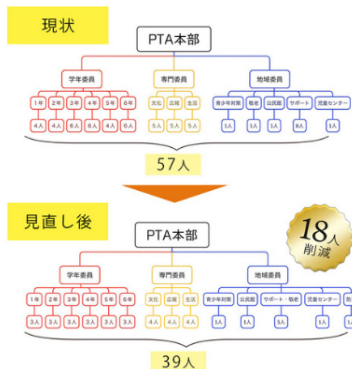 現状
PTA本部
学年委員 専門委員 地域委員
1年 2年 3年 4年 5年 6年 文化 広報 生活 青少年対策 敬老 公民館 サポート 児童センター
4人 4人 6人 6人 4人 6人 5人 5人 5人 1人 1人 1人 8人 1人
57人
見直し後
18人
削減
PTA本部
学年委員 専門委員 地域委員
1年 2年 3年 4年 5年 6年 文化 広報 生活 青少年対策 公民館 サポート・敬老 児童センター
3人 3人 3人 3人 3人 3人 4人 4人 4人 1人 1人 5人 1人
39人